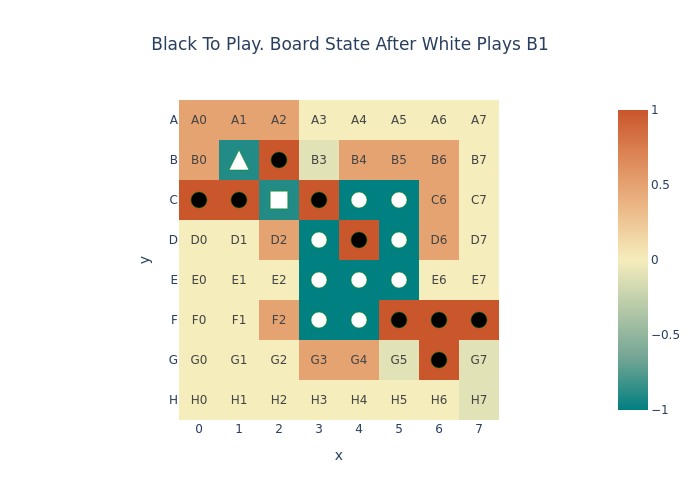 Black To Play. Board State After White Plays B1
A A0 A1 A2 A3 A4 A5 A6 A7
B B0 B3 B4 B5 B6 B7
C C6 C7
D D0 D1 D2 D6 D7
E E0 E1 E2 E6 E7
F F0 F1 F2
G G0 G1 G2 G3 G4 G5 G7
H H0 H1 H2 H3 H4 H5 H6 H7
0 1 2 3 4 5 6 7
x
y
1
0.5
0
−0.5
−1